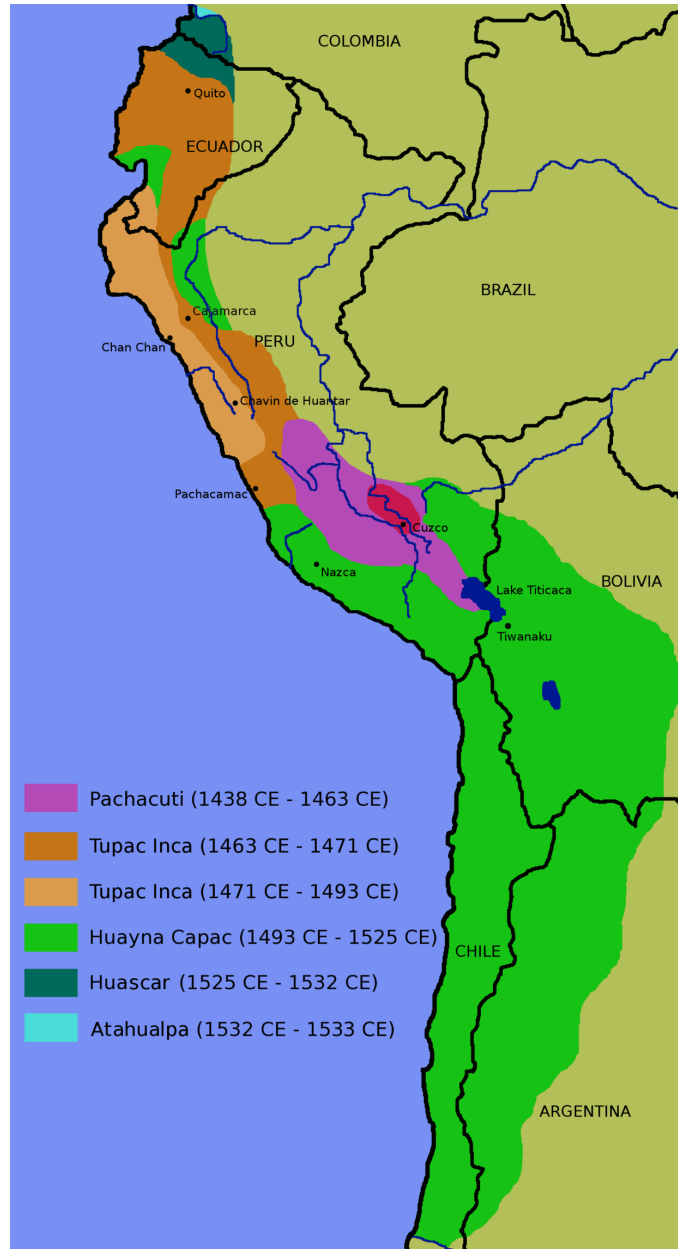 COLOMBIA
Quito
ECUADOR
BRAZIL
Cajamarca
PERU
Chan Chan
Chavin de Huantar
Pachacamac
Cuzco
Nazca
BOLIVIA
Lake Titicaca
Tiwanaku
Pachacuti (1438 CE - 1463 CE)
Tupac Inca (1463 CE - 1471 CE)
Tupac Inca (1471 CE - 1493 CE)
Huayna Capac (1493 CE - 1525 CE)
CHILE
Huascar (1525 CE - 1532 CE)
Atahualpa (1532 CE - 1533 CE)
ARGENTINA